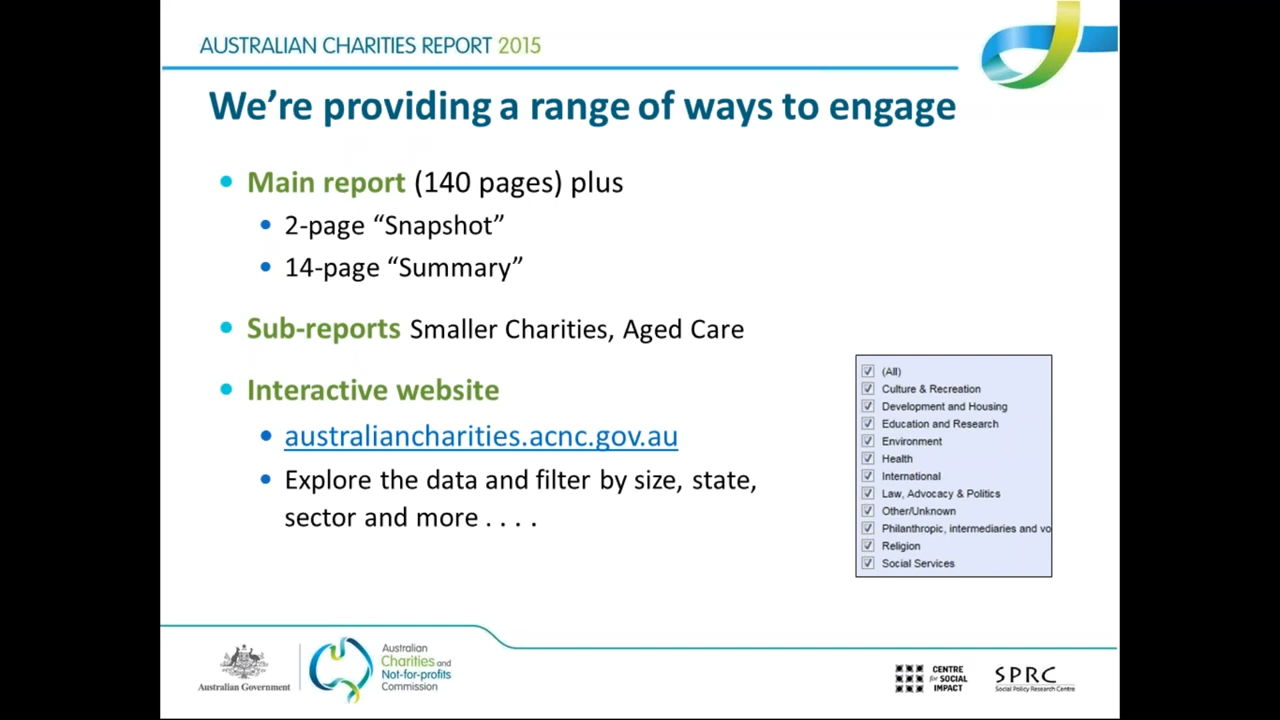 AUSTRALIAN CHARITIES REPORT 2015
We’re providing a range of ways to engage
Main report (140 pages) plus
2-page “Snapshot”
14-page “Summary”
Sub-reports Smaller Charities, Aged Care
Interactive website
australiancharities.acnc.gov.au
Explore the data and filter by size, state,
sector and more . . . .
(All)
Culture & Recreation
Development and Housing
Education and Research
Environment
Health
International
Law, Advocacy & Politics
Other/Unknown
Philanthropic, intermediaries and vo
Religion
Social Services
Australian Government
Australian
Charities and
Not-for-profits
Commission
CENTRE
for SOCIAL
IMPACT
SPRC
Social Policy Research Centre